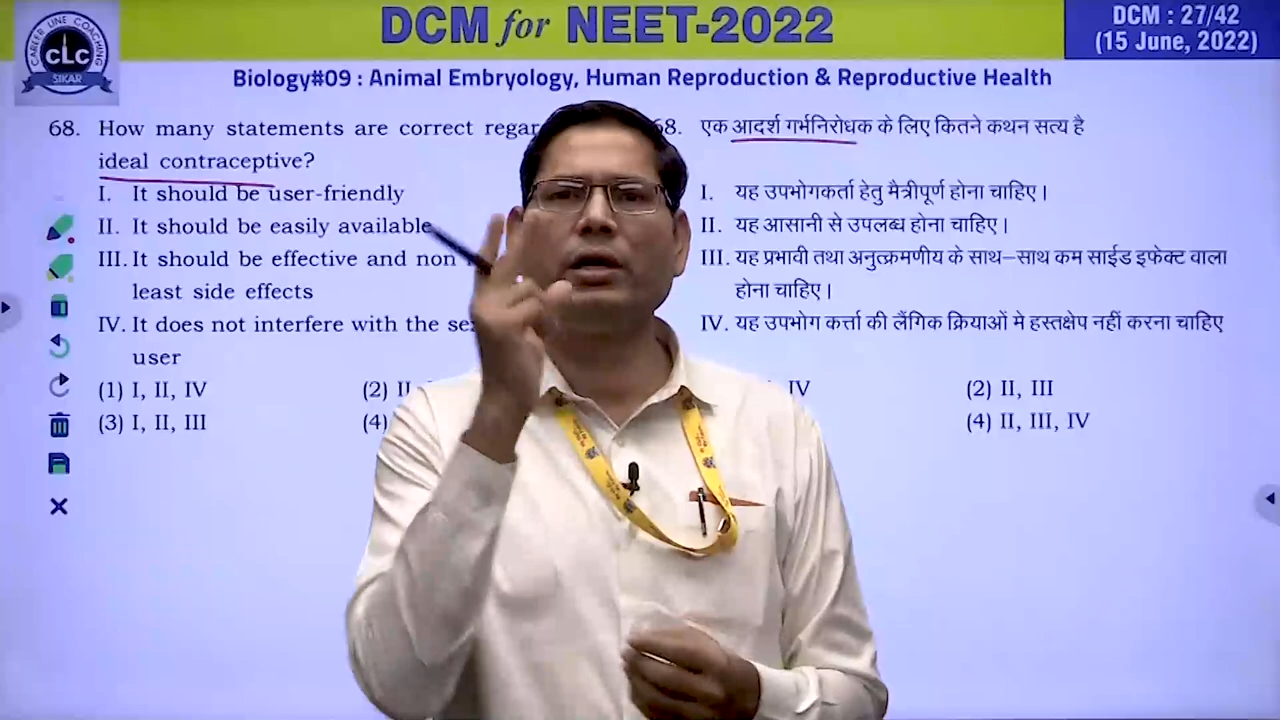 DCM for NEET-2022
DCM : 27/42
(15 June, 2022)
CAREER LINE COACHING
CLC
SIKAR
Biology#09 : Animal Embryology, Human Reproduction & Reproductive Health
68. How many statements are correct
ideal contraceptive?
I. It should be user-friendly
II. It should be easily available
III. It should be effective and non
least side effects
IV. It does not interfere with the
user
(1) I, II, IV
(2) II
(3) I, II, III
(4)
68. एक आदर्श गर्भनिरोधक के लिए कितने कथन सत्य है
I. यह उपभोगकर्ता हेतु मैत्रीपूर्ण होना चाहिए।
II. यह आसानी से उपलब्ध होना चाहिए।
III. यह प्रभावी तथा अनुत्क्रमणीय के साथ–साथ कम साईड इफेक्ट वाला
होना चाहिए।
IV. यह उपभोग कर्त्ता की लैंगिक क्रियाओं मे हस्तक्षेप नहीं करना चाहिए
IV
(2) II, III
(4) II, III, IV